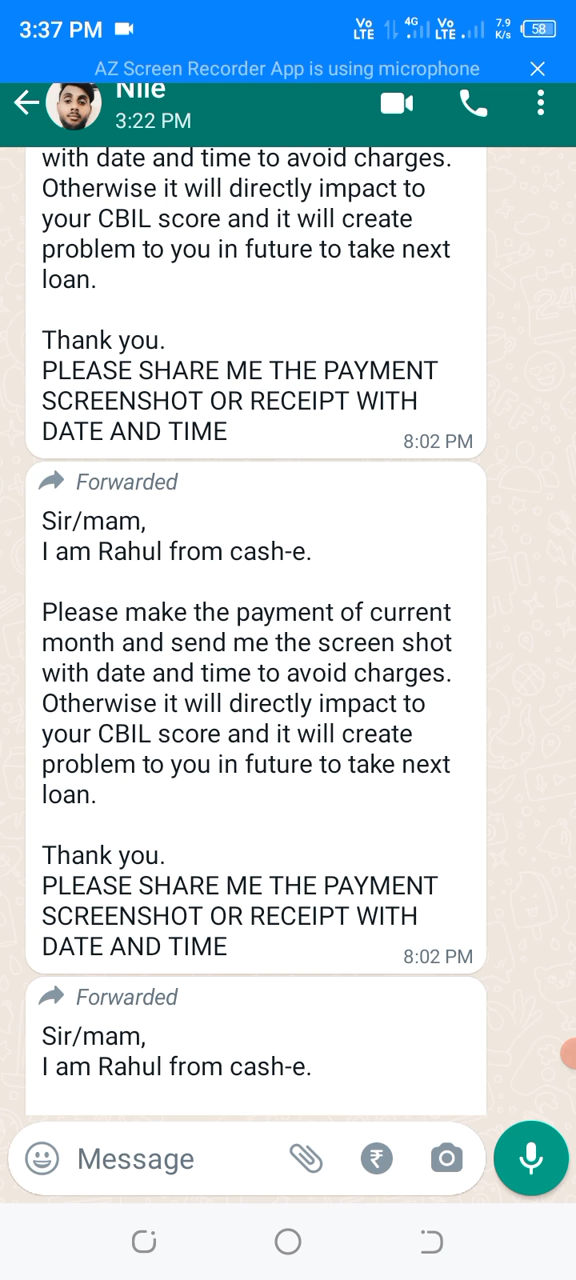 3:37 PM
Vo LTE 4G Vo LTE 7.9 K/s 58
AZ Screen Recorder App is using microphone
Nile
3:22 PM
with date and time to avoid charges.
Otherwise it will directly impact to
your CBIL score and it will create
problem to you in future to take next
loan.
Thank you.
PLEASE SHARE ME THE PAYMENT
SCREENSHOT OR RECEIPT WITH
DATE AND TIME
8:02 PM
Forwarded
Sir/mam,
I am Rahul from cash-e.
Please make the payment of current
month and send me the screen shot
with date and time to avoid charges.
Otherwise it will directly impact to
your CBIL score and it will create
problem to you in future to take next
loan.
Thank you.
PLEASE SHARE ME THE PAYMENT
SCREENSHOT OR RECEIPT WITH
DATE AND TIME
8:02 PM
Forwarded
Sir/mam,
I am Rahul from cash-e.
Message